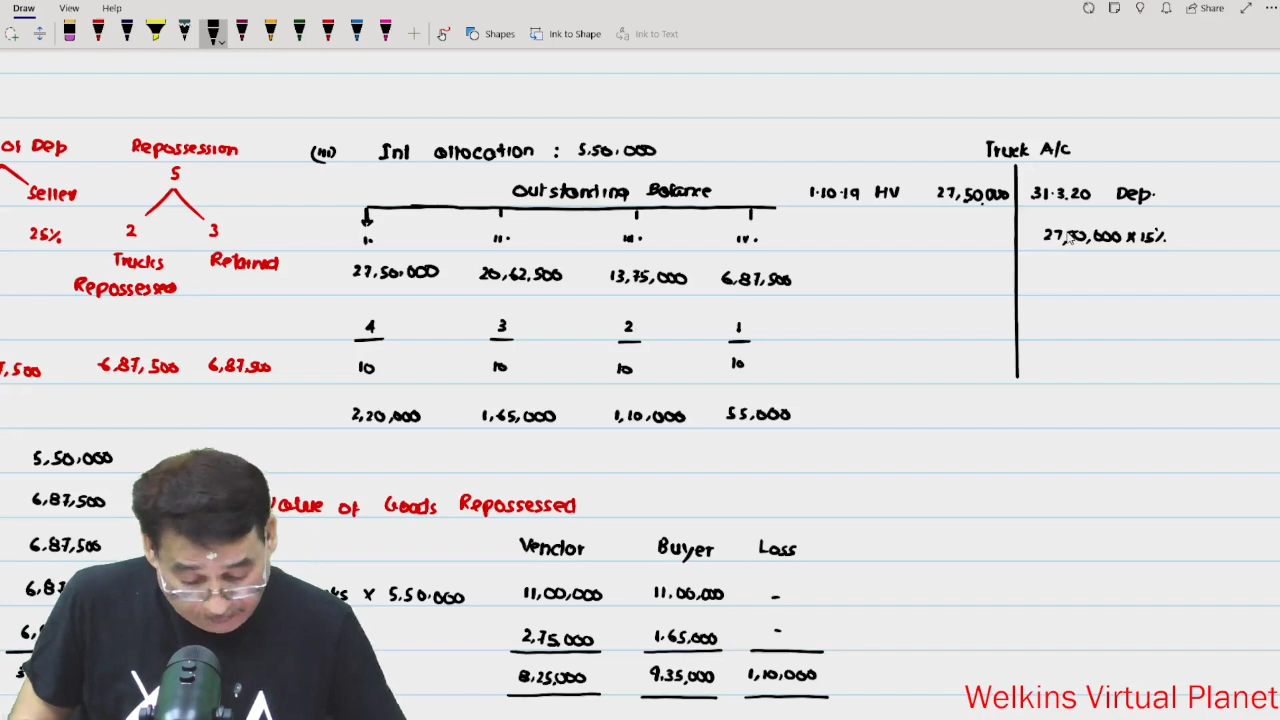 Draw View Help
Share
Shapes Ink to Shape Ink to Text
Of Dep Repossession
Seller
25%
5
2 3
Trucks Retained
Repossessed
7,500 6,87,500 6,87,500
5,50,000
6,87,500
6,87,500
(iii) Int allocation : 5,50,000
Outstanding Balance
I. II. III. IV.
27,50,000 20,62,500 13,75,000 6,87,500
4 3 2 1
10 10 10 10
2,20,000 1,65,000 1,10,000 55,000
Value of Goods Repossessed
Vendor Buyer Loss
x 5,50,000 11,00,000 11,00,000 -
2,75,000 1,65,000 -
8,25,000 9,35,000 1,10,000
Truck A/C
1.10.19 HV 27,50,000 31.3.20 Dep.
27,50,000 x 15%
Welkins Virtual Planet